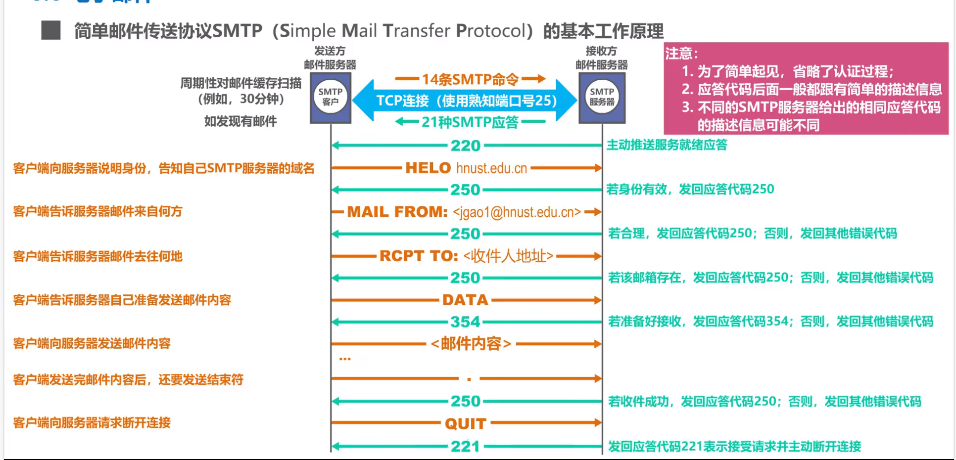 简单邮件传送协议SMTP（Simple Mail Transfer Protocol）的基本工作原理
发送方
邮件服务器
接收方
邮件服务器
注意：
1. 为了简单起见，省略了认证过程；
2. 应答代码后面一般都跟有简单的描述信息
3. 不同的SMTP服务器给出的相同应答代码
的描述信息可能不同
周期性对邮件缓存扫描
（例如，30分钟）
如发现有邮件
SMTP
客户
14条SMTP命令
TCP连接（使用熟知端口号25）
21种SMTP应答
SMTP
服务器
220
主动推送服务就绪应答
客户端向服务器说明身份，告知自己SMTP服务器的域名
HELO hnust.edu.cn
250
若身份有效，发回应答代码250
客户端告诉服务器邮件来自何方
MAIL FROM: <jgao1@hnust.edu.cn>
250
若合理，发回应答代码250；否则，发回其他错误代码
客户端告诉服务器邮件去往何地
RCPT TO: <收件人地址>
250
若该邮箱存在，发回应答代码250；否则，发回其他错误代码
客户端告诉服务器自己准备发送邮件内容
DATA
354
若准备好接收，发回应答代码354；否则，发回其他错误代码
客户端向服务器发送邮件内容
<邮件内容>
...
客户端发送完邮件内容后，还要发送结束符
.
250
若收件成功，发回应答代码250；否则，发回其他错误代码
客户端向服务器请求断开连接
QUIT
221
发回应答代码221表示接受请求并主动断开连接